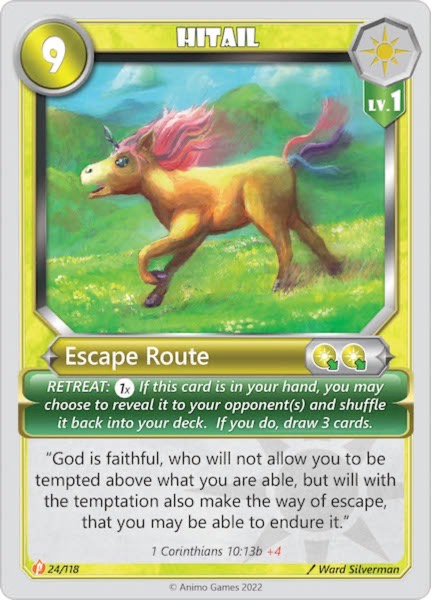 9
HITAIL
LV.1
Escape Route
RETREAT: 1x If this card is in your hand, you may
choose to reveal it to your opponent(s) and shuffle
it back into your deck.  If you do, draw 3 cards.
“God is faithful, who will not allow you to be
tempted above what you are able, but will with
the temptation also make the way of escape,
that you may be able to endure it.”
1 Corinthians 10:13b +4
24/118
Ward Silverman
© Animo Games 2022